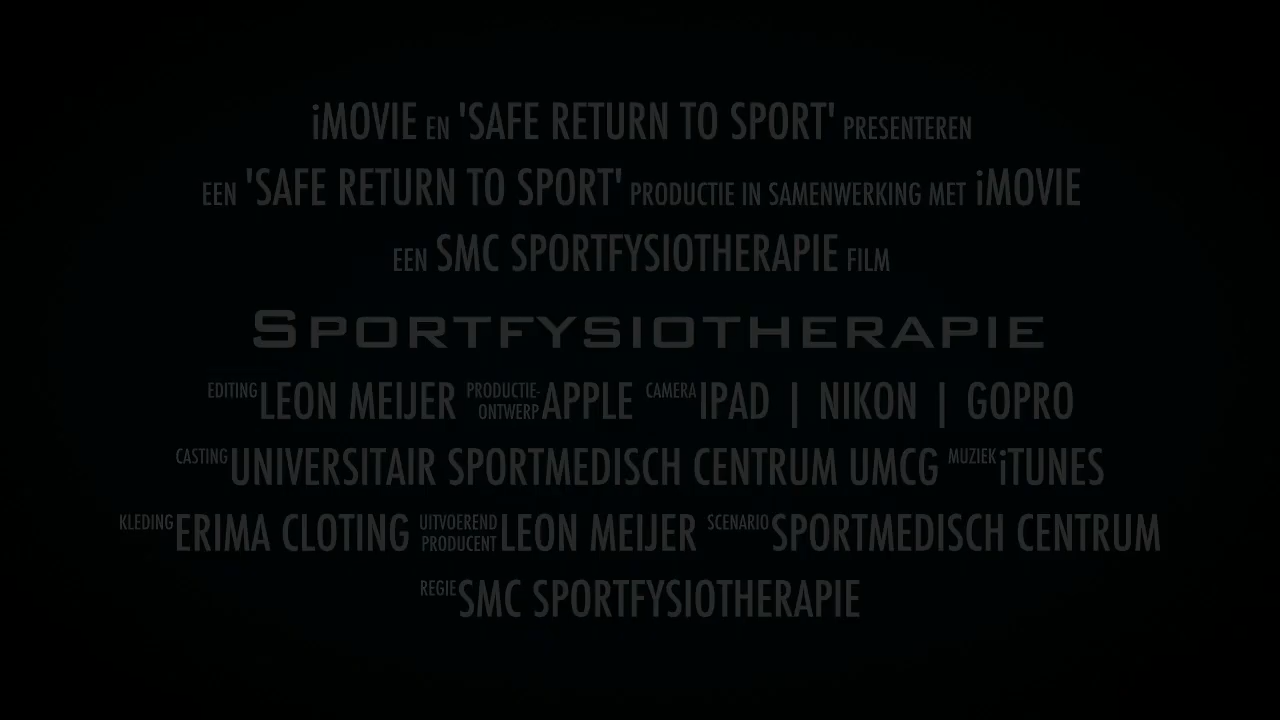 iMOVIE EN 'SAFE RETURN TO SPORT' PRESENTEREN
EEN 'SAFE RETURN TO SPORT' PRODUCTIE IN SAMENWERKING MET iMOVIE
EEN SMC SPORTFYSIOTHERAPIE FILM
SPORTFYSIOTHERAPIE
EDITING LEON MEIJER PRODUCTIE-ONTWERP APPLE CAMERA IPAD | NIKON | GOPRO
CASTING UNIVERSITAIR SPORTMEDISCH CENTRUM UMCG MUZIEK iTUNES
KLEDING ERIMA CLOTING UITVOEREND PRODUCENT LEON MEIJER SCENARIO SPORTMEDISCH CENTRUM
REGIE SMC SPORTFYSIOTHERAPIE